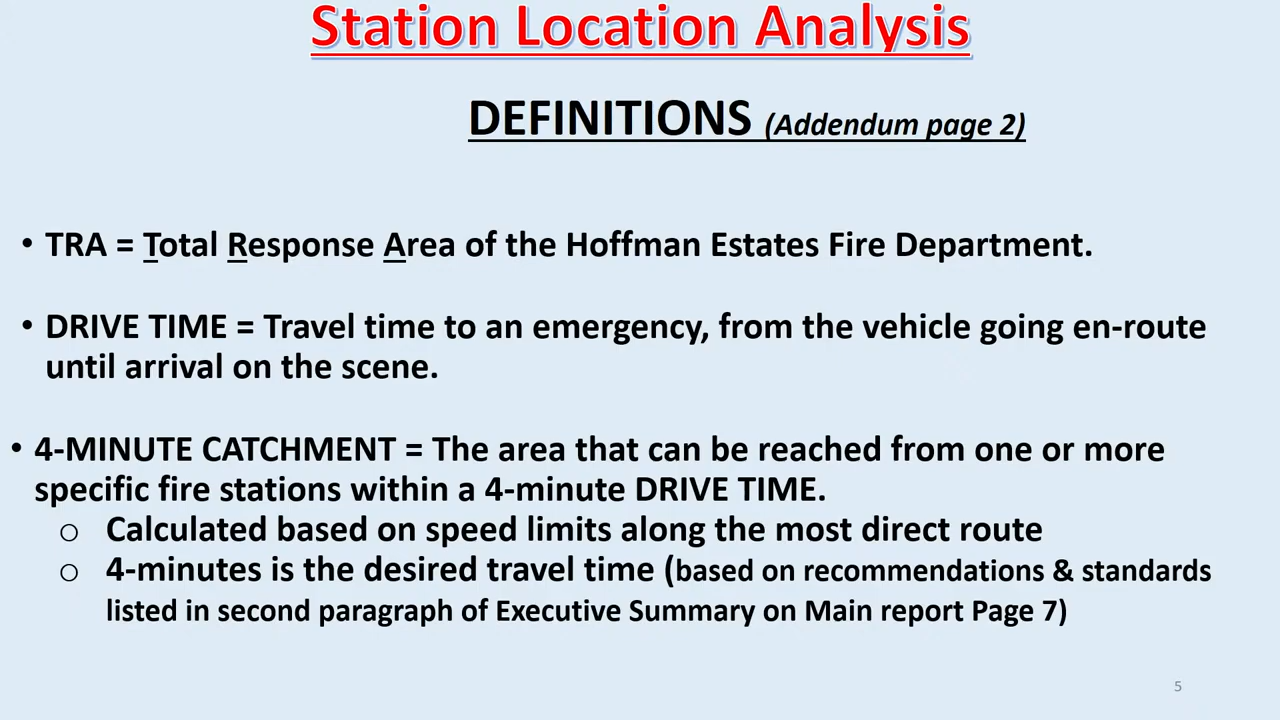 Station Location Analysis
DEFINITIONS (Addendum page 2)
• TRA = Total Response Area of the Hoffman Estates Fire Department.
• DRIVE TIME = Travel time to an emergency, from the vehicle going en-route
until arrival on the scene.
• 4-MINUTE CATCHMENT = The area that can be reached from one or more
specific fire stations within a 4-minute DRIVE TIME.
o Calculated based on speed limits along the most direct route
o 4-minutes is the desired travel time (based on recommendations & standards
listed in second paragraph of Executive Summary on Main report Page 7)
5